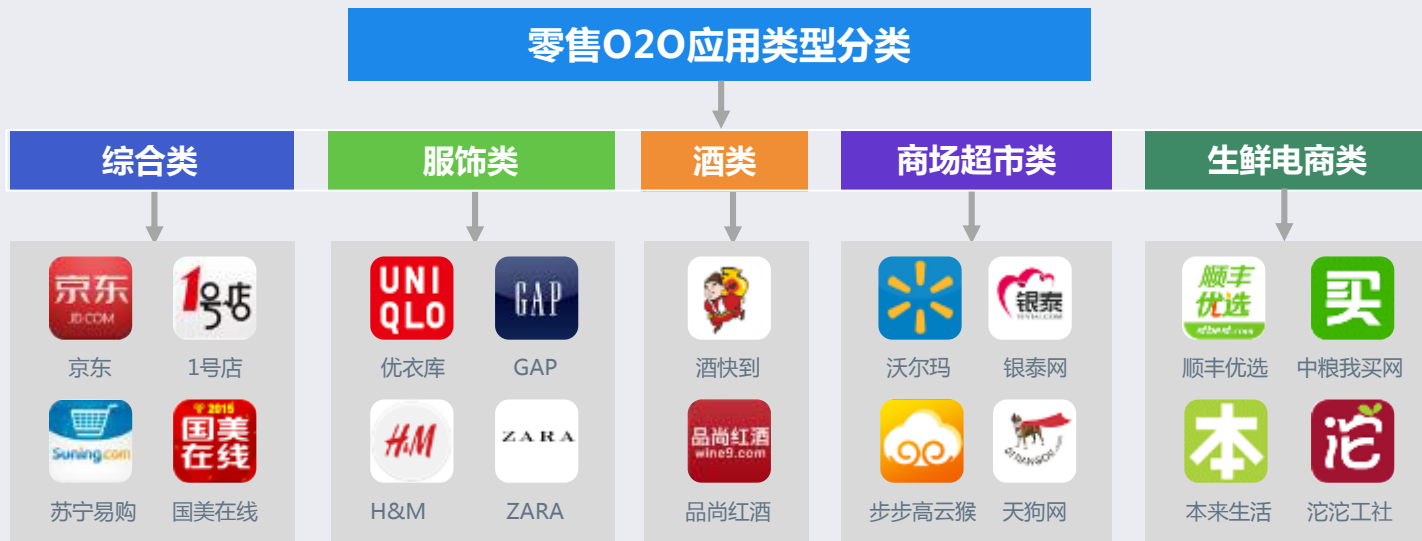 零售O2O应用类型分类
综合类
服饰类
酒类
商场超市类
生鲜电商类
京东
JD.COM
1号店
京东
1号店
Suning.com
2015
国美
在线
苏宁易购
国美在线
UNI
QLO
GAP
优衣库
GAP
H&M
ZARA
H&M
ZARA
酒快到
品尚红酒
wine9.com
品尚红酒
银泰
沃尔玛
银泰网
步步高云猴
天狗网
顺丰
优选
sfbest.com
买
顺丰优选
中粮我买网
本
沱
本来生活
沱沱工社